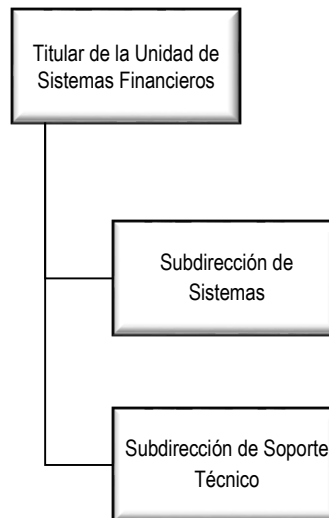 Titular de la Unidad de
Sistemas Financieros
Subdirección de
Sistemas
Subdirección de Soporte
Técnico